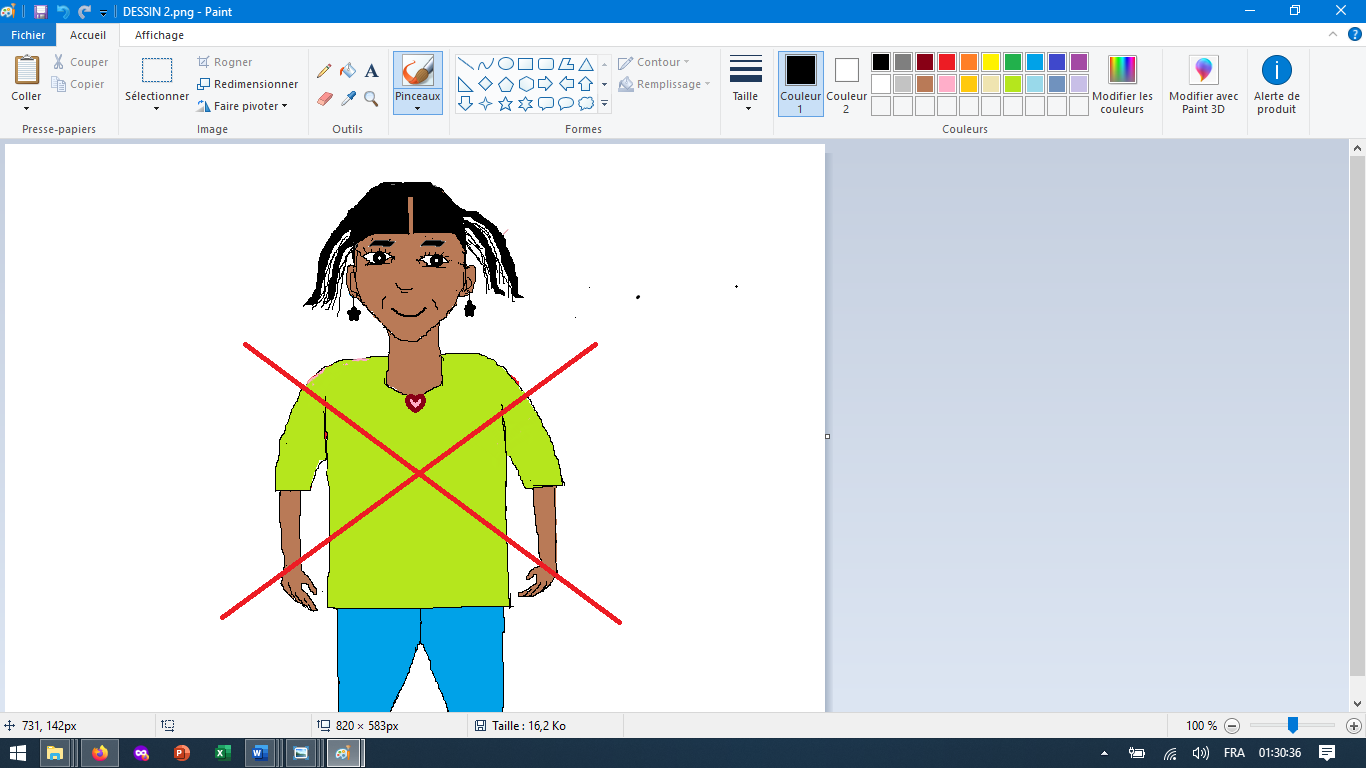 DESSIN 2.png - Paint
Fichier Accueil Affichage
Coller
Couper
Copier
Presse-papiers
Sélectionner
Rogner
Redimensionner
Faire pivoter
Image
A
Outils
Pinceaux
Contour
Remplissage
Formes
Taille
Couleur 1
Couleur 2
Modifier les couleurs
Couleurs
Modifier avec Paint 3D
Alerte de produit
731, 142px
820 × 583px
Taille : 16,2 Ko
100 %
FRA
01:30:36